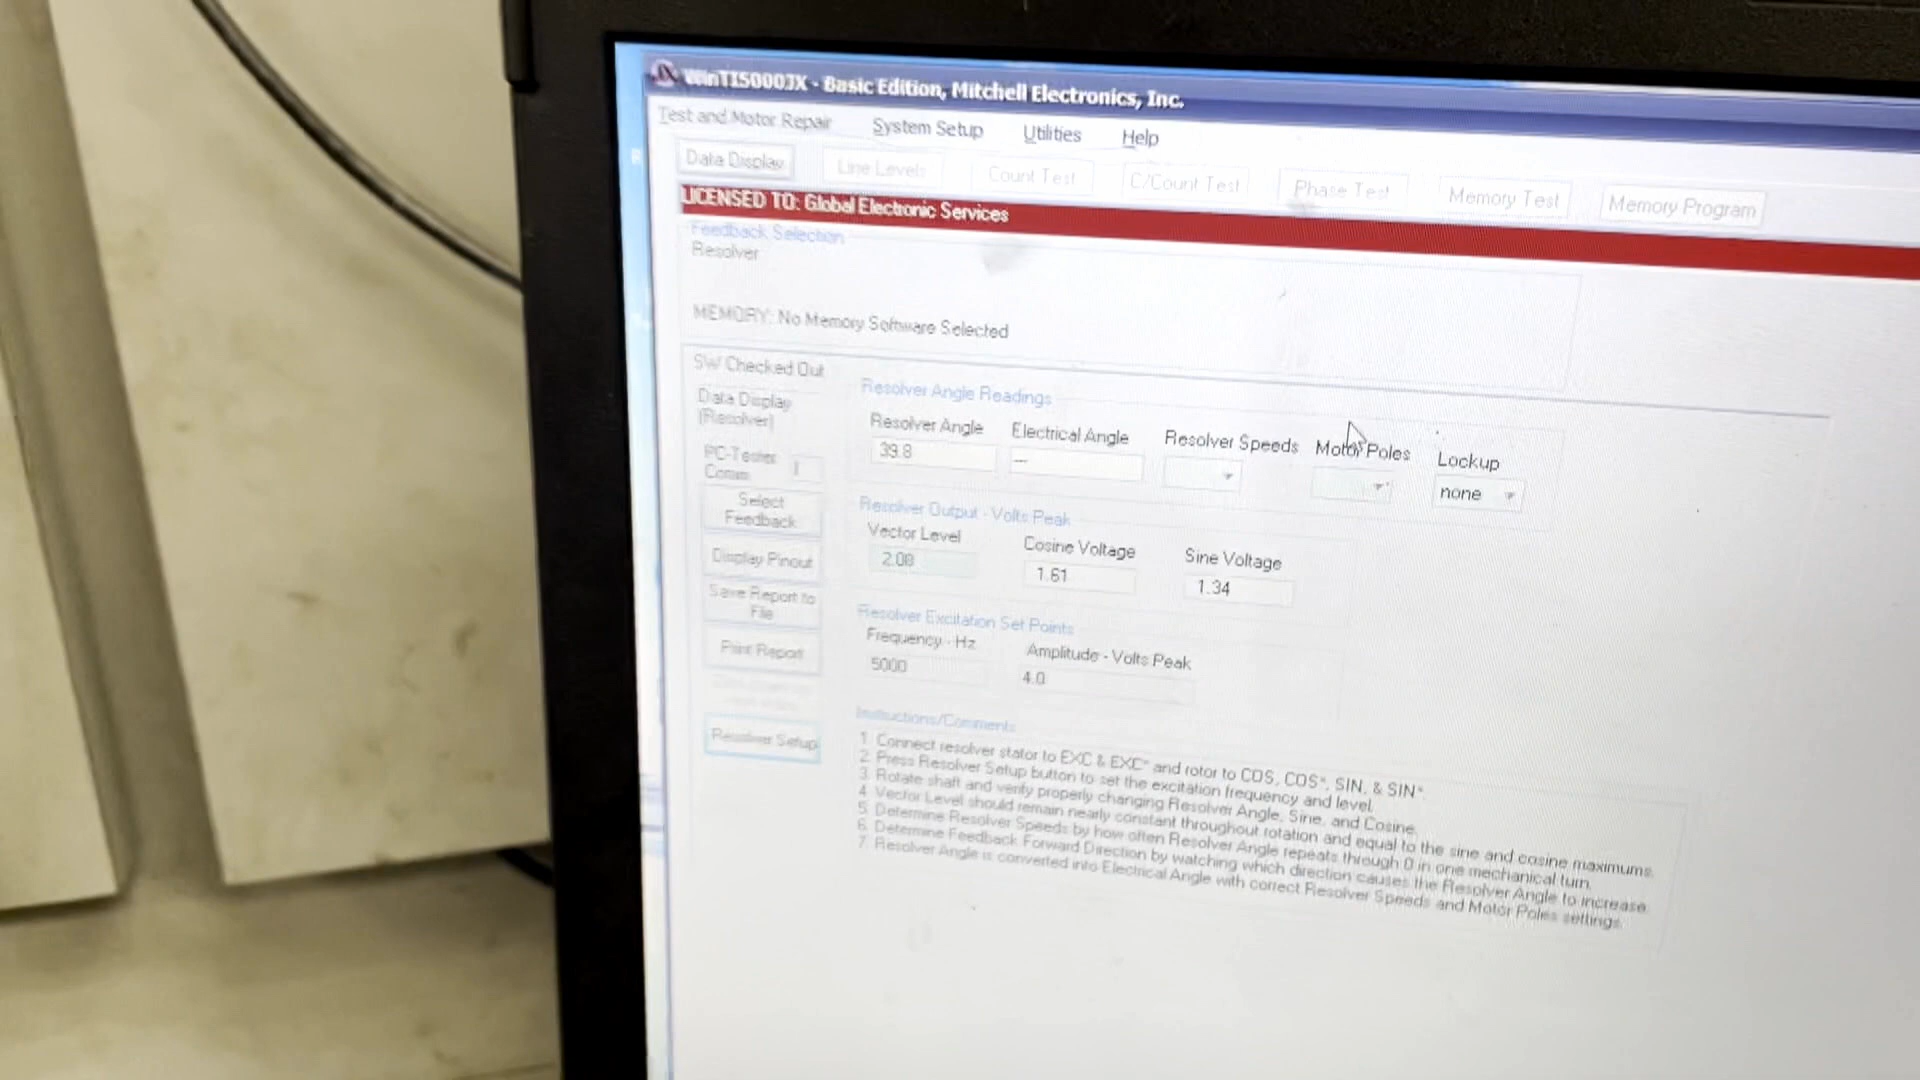 WinTI5000JX - Basic Edition, Mitchell Electronics, Inc.
Test and Motor Repair System Setup Utilities Help
Data Display Line Levels Count Test C/Count Test Phase Test Memory Test Memory Program
LICENSED TO: Global Electronic Services
Feedback Selection
Resolver
MEMORY: No Memory Software Selected
SW Checked Out
Data Display
(Resolver)
PC-Tester
Comm
Select
Feedback
Display Pinout
Save Report to
File
Print Report
Resolver Setup
Resolver Angle Readings
Resolver Angle Electrical Angle Resolver Speeds Motor Poles Lockup
39.8 --- none
Resolver Output - Volts Peak
Vector Level Cosine Voltage Sine Voltage
2.08 1.61 1.34
Resolver Excitation Set Points
Frequency - Hz Amplitude - Volts Peak
5000 4.0
Instructions/Comments
1. Connect resolver stator to EXC & EXC* and rotor to COS, COS*, SIN, & SIN*.
2. Press Resolver Setup button to set the excitation frequency and level.
3. Rotate shaft and verify properly changing Resolver Angle, Sine, and Cosine.
4. Vector Level should remain nearly constant throughout rotation and equal to the sine and cosine maximums.
5. Determine Resolver Speeds by how often Resolver Angle repeats through 0 in one mechanical turn.
6. Determine Feedback Forward Direction by watching which direction causes the Resolver Angle to increase.
7. Resolver Angle is converted into Electrical Angle with correct Resolver Speeds and Motor Poles settings.